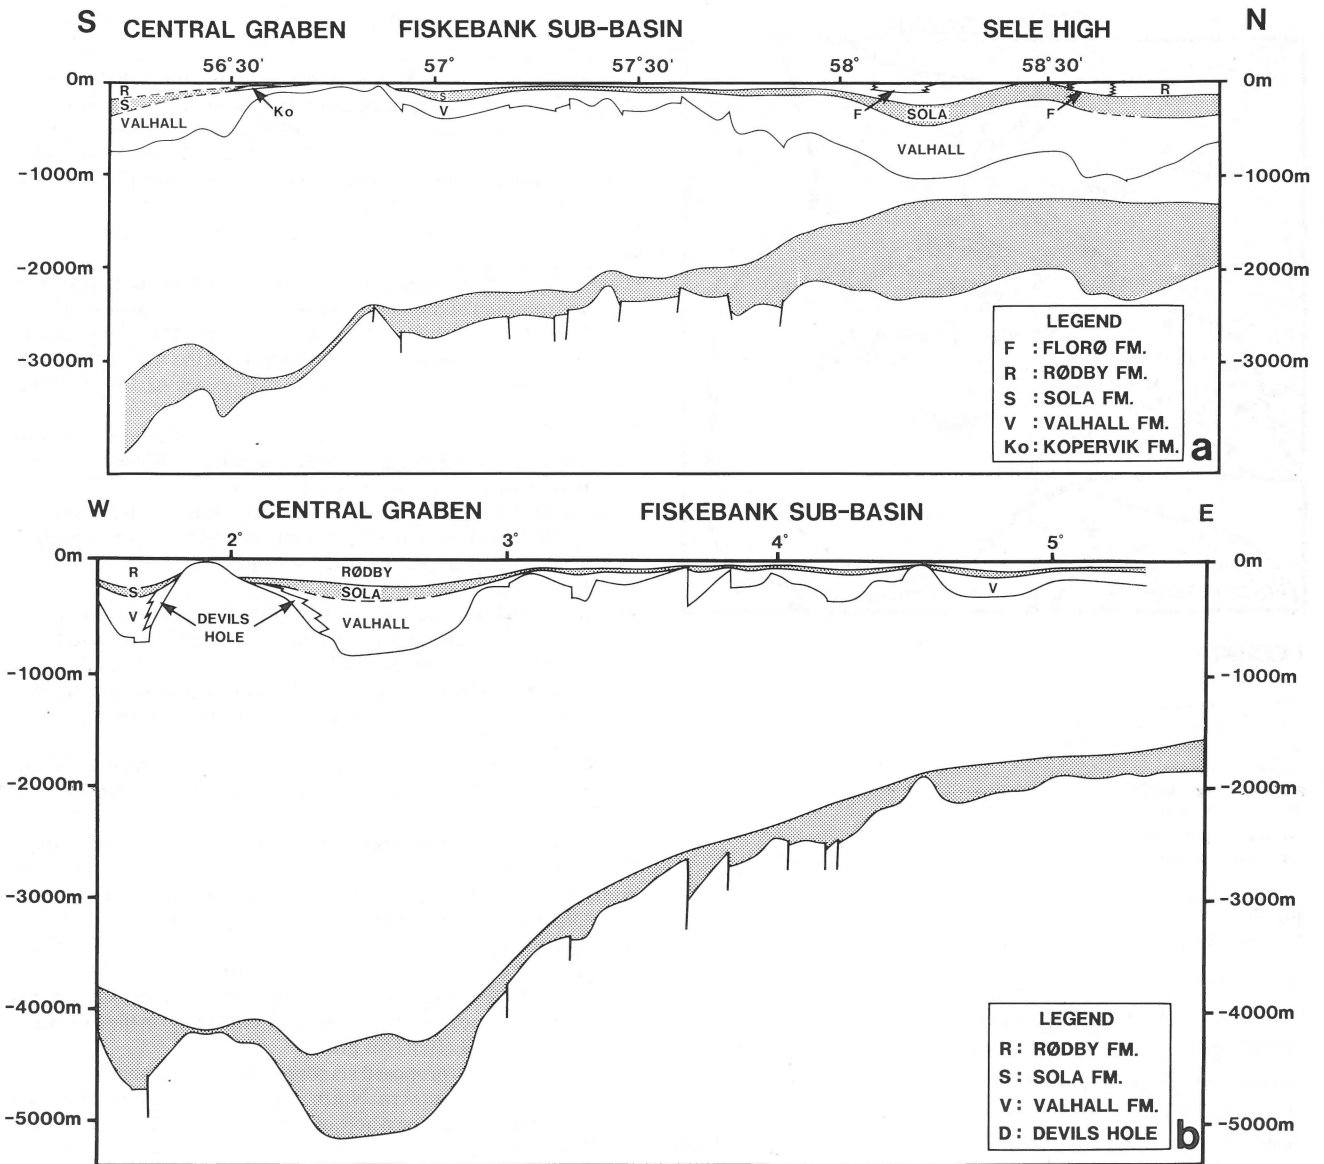 S CENTRAL GRABEN FISKEBANK SUB-BASIN SELE HIGH N
56°30' 57° 57°30' 58° 58°30'
0m 0m
R R
S S
VALHALL Ko V F SOLA F
VALHALL
-1000m -1000m
-2000m -2000m
-3000m -3000m
LEGEND
F : FLORØ FM.
R : RØDBY FM.
S : SOLA FM.
V : VALHALL FM.
Ko : KOPERVIK FM.
a
W CENTRAL GRABEN FISKEBANK SUB-BASIN E
2° 3° 4° 5°
0m 0m
R RØDBY
S SOLA V
V DEVILS HOLE VALHALL
-1000m -1000m
-2000m -2000m
-3000m -3000m
-4000m -4000m
-5000m -5000m
LEGEND
R : RØDBY FM.
S : SOLA FM.
V : VALHALL FM.
D : DEVILS HOLE
b